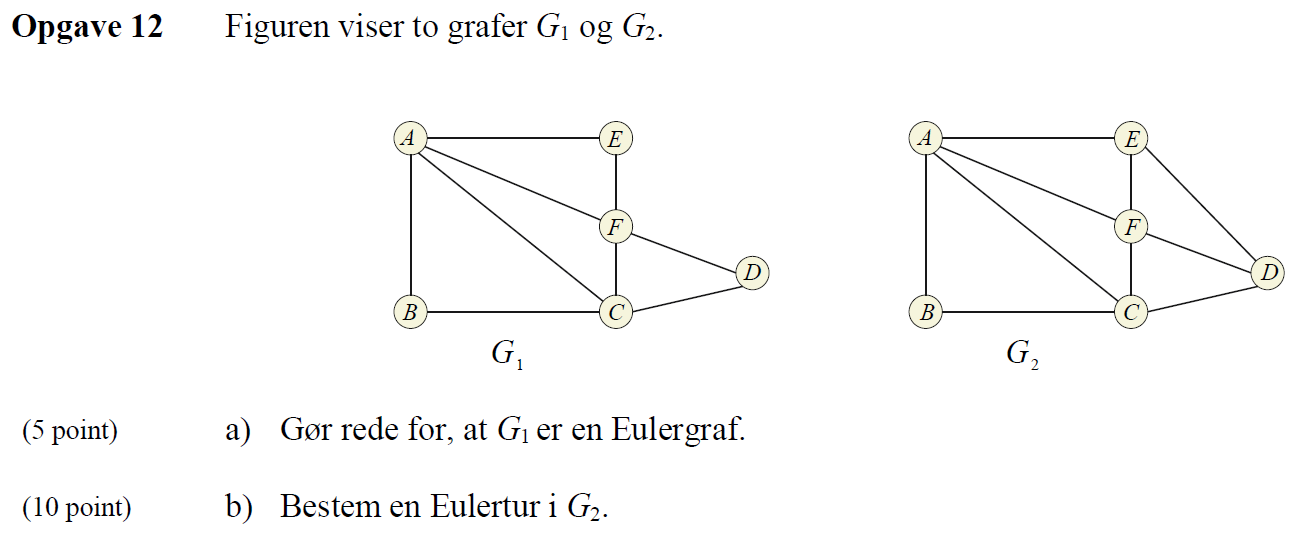 Opgave 12 Figuren viser to grafer G₁ og G₂.
A E A E
F F
D D
B C B C
G₁ G₂
(5 point) a) Gør rede for, at G₁ er en Eulergraf.
(10 point) b) Bestem en Eulertur i G₂.